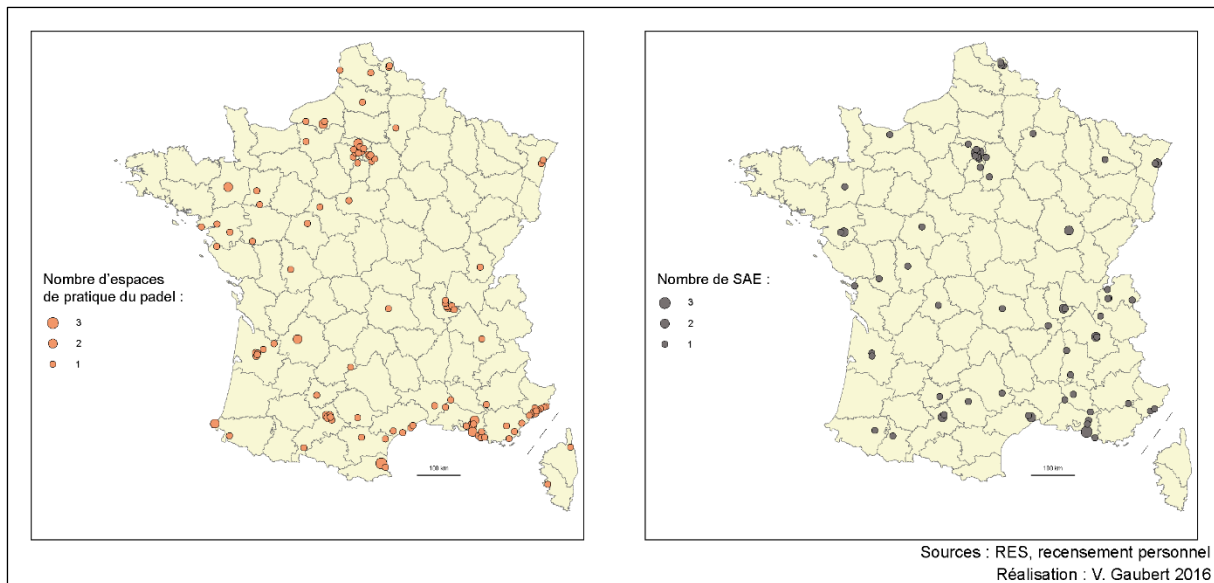 Nombre d'espaces
de pratique du padel :
3
2
1
100 km
Nombre de SAE :
3
2
1
100 km
Sources : RES, recensement personnel
Réalisation : V. Gaubert 2016